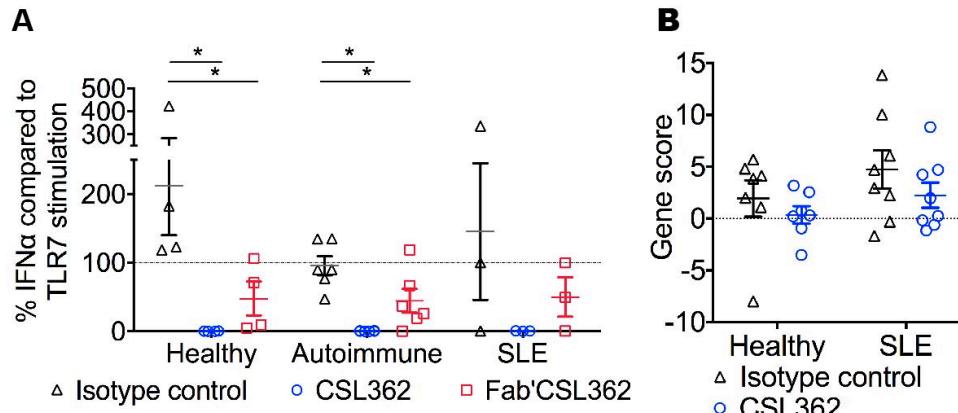 A
B
* *
* *
500
400
300
200
100
0
% IFNα compared to
TLR7 stimulation
Healthy Autoimmune SLE
Isotype control CSL362 Fab'CSL362
15
10
5
0
-5
-10
Gene score
Healthy SLE
Isotype control
CSL362